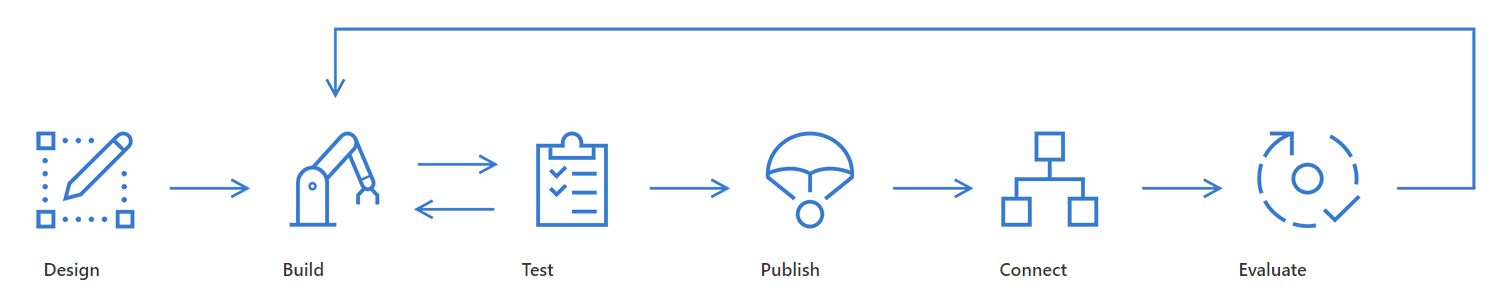 Design
Build
Test
Publish
Connect
Evaluate